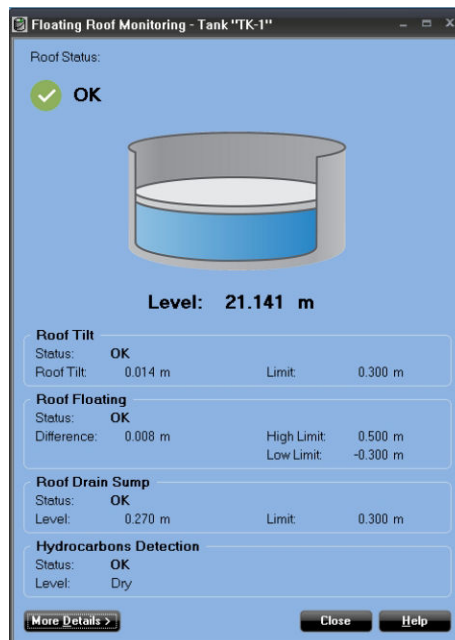 Floating Roof Monitoring - Tank "TK-1"
Roof Status:
OK
Level: 21.141 m
Roof Tilt
Status: OK
Roof Tilt: 0.014 m Limit: 0.300 m
Roof Floating
Status: OK
Difference: 0.008 m High Limit: 0.500 m
Low Limit: -0.300 m
Roof Drain Sump
Status: OK
Level: 0.270 m Limit: 0.300 m
Hydrocarbons Detection
Status: OK
Level: Dry
More Details > Close Help